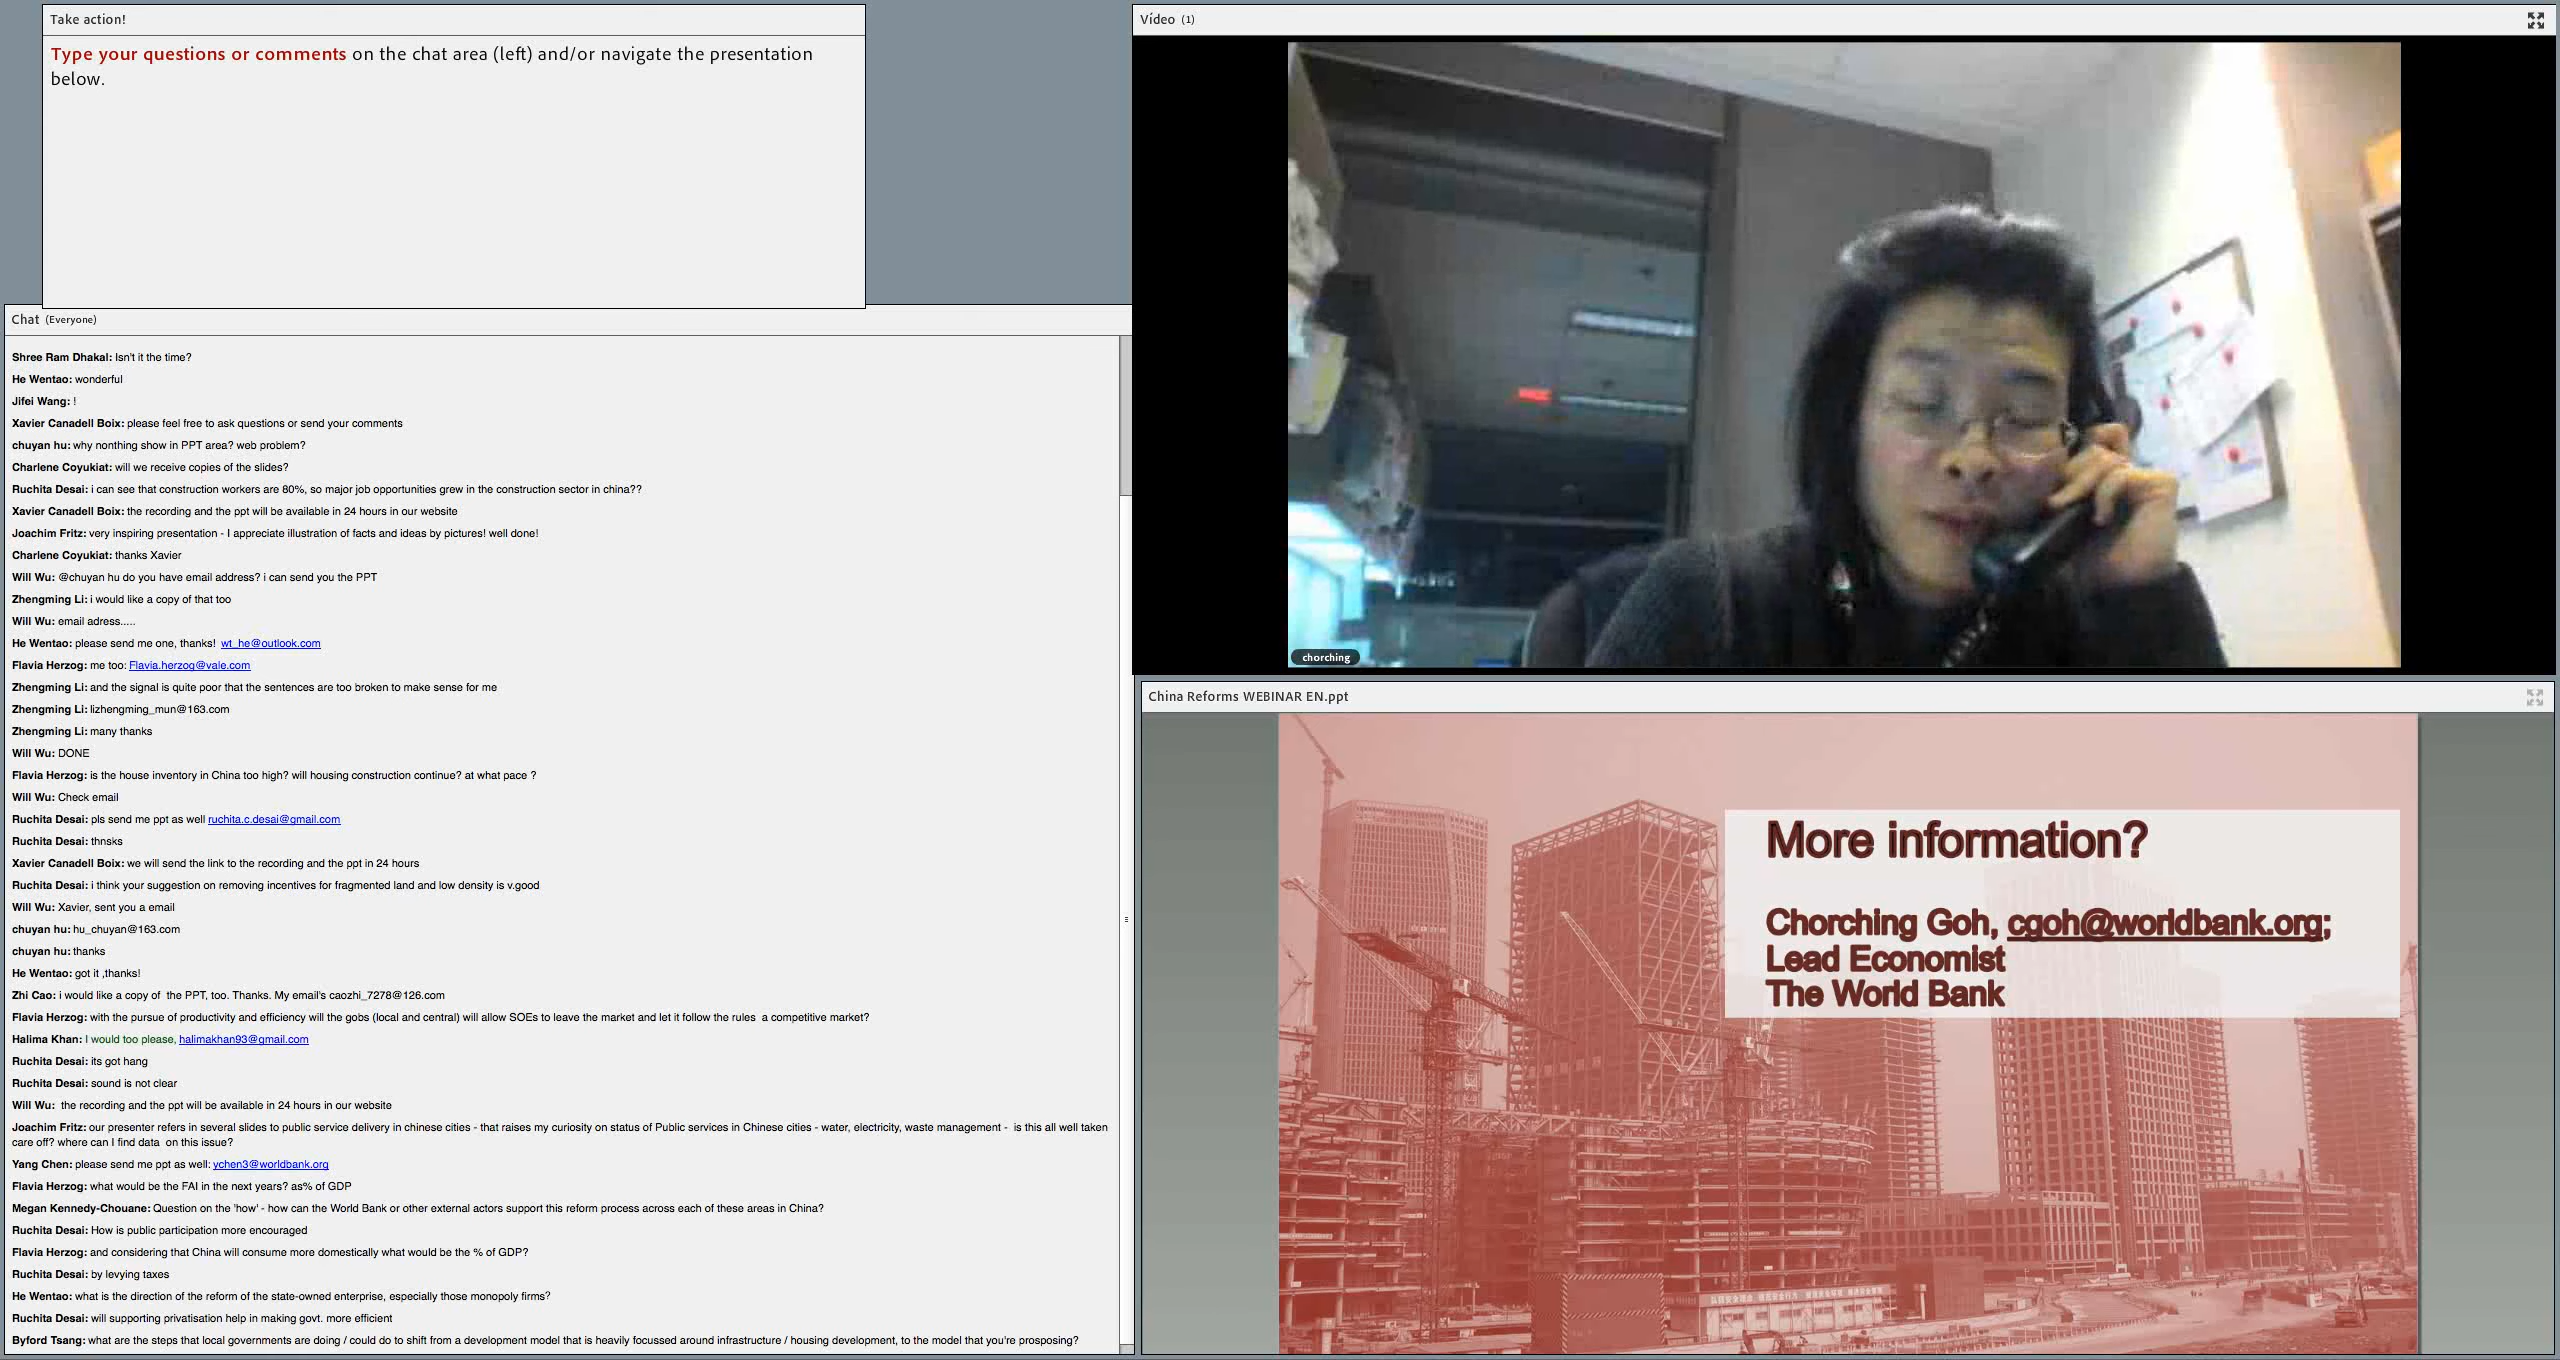 Take action!
Type your questions or comments on the chat area (left) and/or navigate the presentation
below.
Chat (Everyone)
Shree Ram Dhakal: Isn't it the time?
He Wentao: wonderful
Jifei Wang: !
Xavier Canadell Boix: please feel free to ask questions or send your comments
chuyan hu: why nonthing show in PPT area? web problem?
Charlene Coyukiat: will we receive copies of the slides?
Ruchita Desai: i can see that construction workers are 80%, so major job opportunities grew in the construction sector in china??
Xavier Canadell Boix: the recording and the ppt will be available in 24 hours in our website
Joachim Fritz: very inspiring presentation - I appreciate illustration of facts and ideas by pictures! well done!
Charlene Coyukiat: thanks Xavier
Will Wu: @chuyan hu do you have email address? i can send you the PPT
Zhengming Li: i would like a copy of that too
Will Wu: email adress.....
He Wentao: please send me one, thanks! wt_he@outlook.com
Flavia Herzog: me too: Flavia.herzog@vale.com
Zhengming Li: and the signal is quite poor that the sentences are too broken to make sense for me
Zhengming Li: lizhengming_mun@163.com
Zhengming Li: many thanks
Will Wu: DONE
Flavia Herzog: is the house inventory in China too high? will housing construction continue? at what pace ?
Will Wu: Check email
Ruchita Desai: pls send me ppt as well ruchita.c.desai@gmail.com
Ruchita Desai: thnsks
Xavier Canadell Boix: we will send the link to the recording and the ppt in 24 hours
Ruchita Desai: i think your suggestion on removing incentives for fragmented land and low density is v.good
Will Wu: Xavier, sent you a email
chuyan hu: hu_chuyan@163.com
chuyan hu: thanks
He Wentao: got it ,thanks!
Zhi Cao: i would like a copy of the PPT, too. Thanks. My email's caozhi_7278@126.com
Flavia Herzog: with the pursue of productivity and efficiency will the gobs (local and central) will allow SOEs to leave the market and let it follow the rules a competitive market?
Halima Khan: I would too please, halimakhan93@gmail.com
Ruchita Desai: its got hang
Ruchita Desai: sound is not clear
Will Wu: the recording and the ppt will be available in 24 hours in our website
Joachim Fritz: our presenter refers in several slides to public service delivery in chinese cities - that raises my curiosity on status of Public services in Chinese cities - water, electricity, waste management - is this all well taken
care off? where can I find data on this issue?
Yang Chen: please send me ppt as well: ychen3@worldbank.org
Flavia Herzog: what would be the FAI in the next years? as% of GDP
Megan Kennedy-Chouane: Question on the 'how' - how can the World Bank or other external actors support this reform process across each of these areas in China?
Ruchita Desai: How is public participation more encouraged
Flavia Herzog: and considering that China will consume more domestically what would be the % of GDP?
Ruchita Desai: by levying taxes
He Wentao: what is the direction of the reform of the state-owned enterprise, especially those monopoly firms?
Ruchita Desai: will supporting privatisation help in making govt. more efficient
Byford Tsang: what are the steps that local governments are doing / could do to shift from a development model that is heavily focussed around infrastructure / housing development, to the model that you're prosposing?
Vídeo (1)
chorching
China Reforms WEBINAR EN.ppt
More information?
Chorching Goh, cgoh@worldbank.org;
Lead Economist
The World Bank